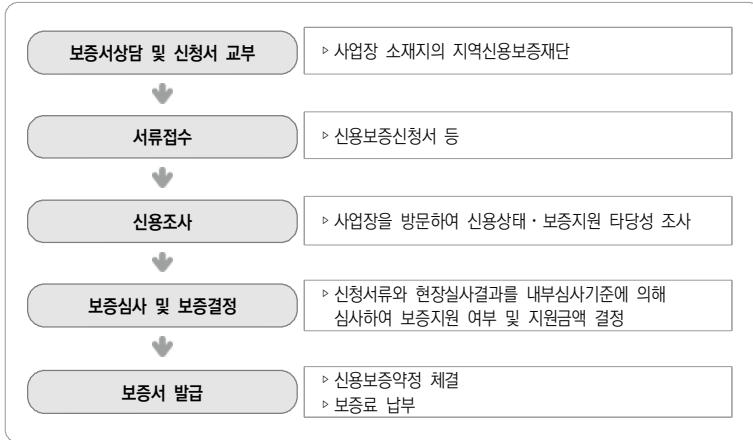 보증서상담 및 신청서 교부
▹ 사업장 소재지의 지역신용보증재단
서류접수
▹ 신용보증신청서 등
신용조사
▹ 사업장을 방문하여 신용상태・보증지원 타당성 조사
보증심사 및 보증결정
▹ 신청서류와 현장실사결과를 내부심사기준에 의해
심사하여 보증지원 여부 및 지원금액 결정
보증서 발급
▹ 신용보증약정 체결
▹ 보증료 납부